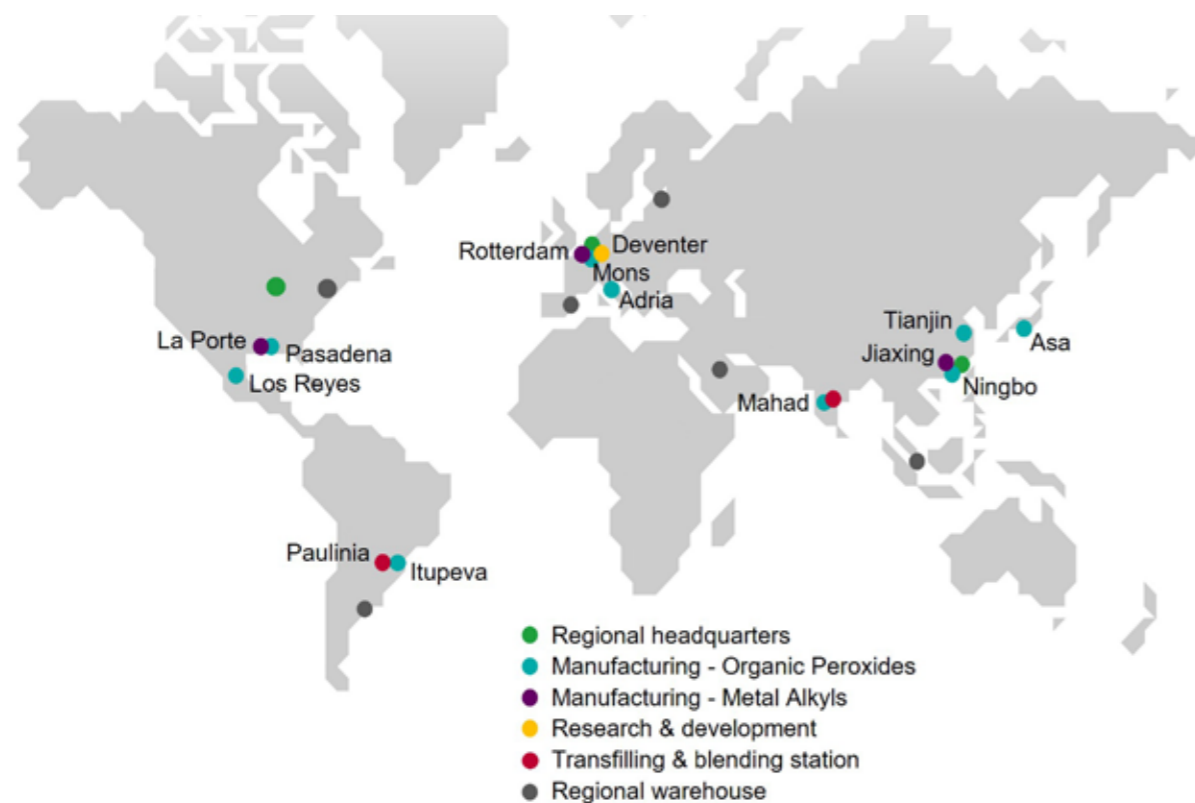 Rotterdam
Deventer
Mons
Adria
La Porte
Pasadena
Los Reyes
Tianjin
Asa
Jiaxing
Ningbo
Mahad
Paulinia
Itupeva
Regional headquarters
Manufacturing - Organic Peroxides
Manufacturing - Metal Alkyls
Research & development
Transfilling & blending station
Regional warehouse